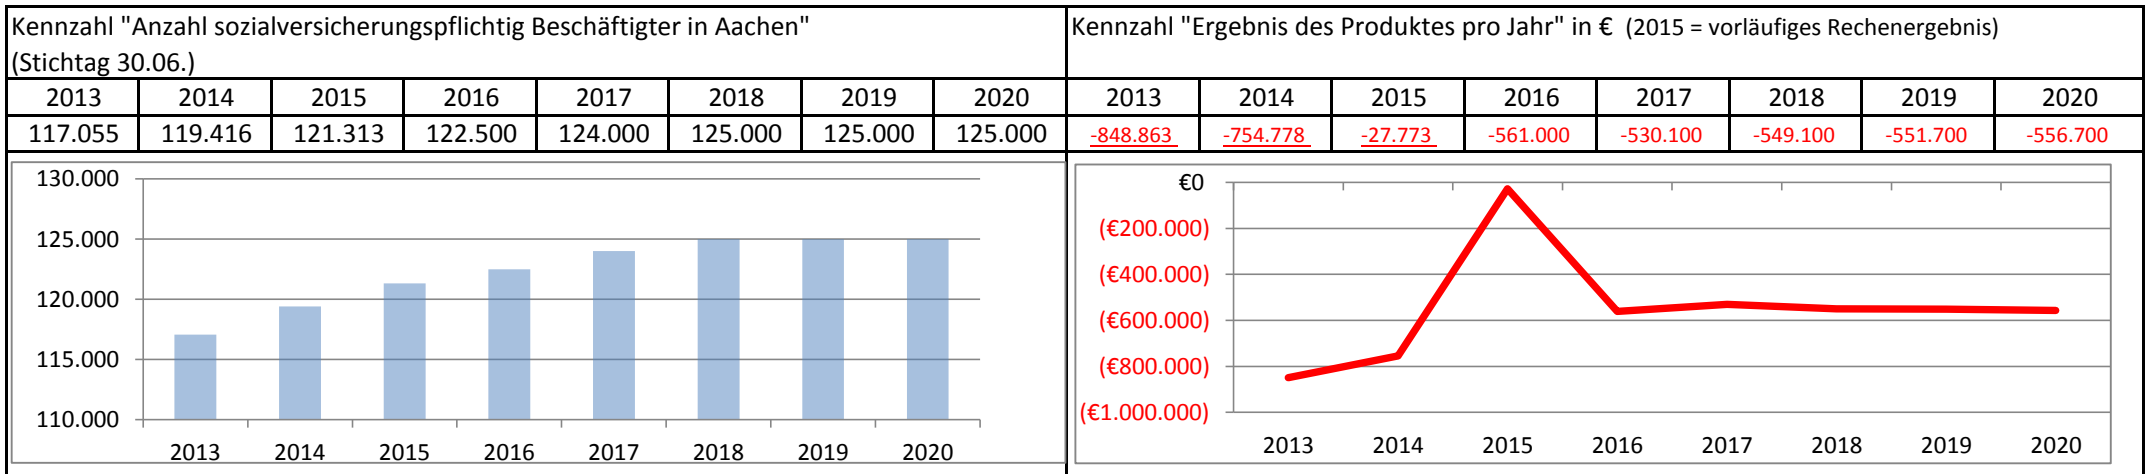 Kennzahl "Anzahl sozialversicherungspflichtig Beschäftigter in Aachen"
(Stichtag 30.06.)
2013 2014 2015 2016 2017 2018 2019 2020
117.055 119.416 121.313 122.500 124.000 125.000 125.000 125.000
130.000
125.000
120.000
115.000
110.000
2013 2014 2015 2016 2017 2018 2019 2020
Kennzahl "Ergebnis des Produktes pro Jahr" in € (2015 = vorläufiges Rechenergebnis)
2013 2014 2015 2016 2017 2018 2019 2020
-848.863 -754.778 -27.773 -561.000 -530.100 -549.100 -551.700 -556.700
€0
(€200.000)
(€400.000)
(€600.000)
(€800.000)
(€1.000.000)
2013 2014 2015 2016 2017 2018 2019 2020